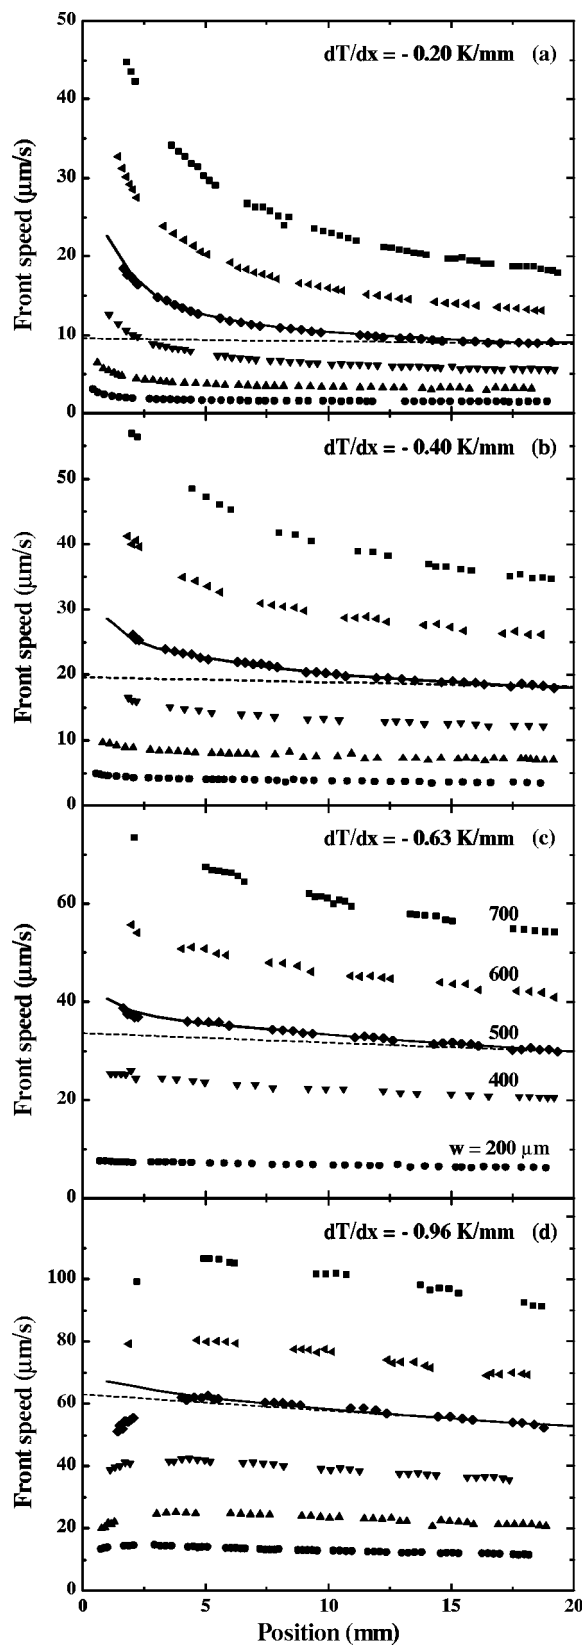 50
dT/dx = - 0.20 K/mm (a)
40
30
20
10
0
Front speed (μm/s)
dT/dx = - 0.40 K/mm (b)
50
40
30
20
10
0
Front speed (μm/s)
dT/dx = - 0.63 K/mm (c)
60
40
20
0
Front speed (μm/s)
700
600
500
400
w = 200 μm
dT/dx = - 0.96 K/mm (d)
100
80
60
40
20
0
Front speed (μm/s)
0 5 10 15 20
Position (mm)